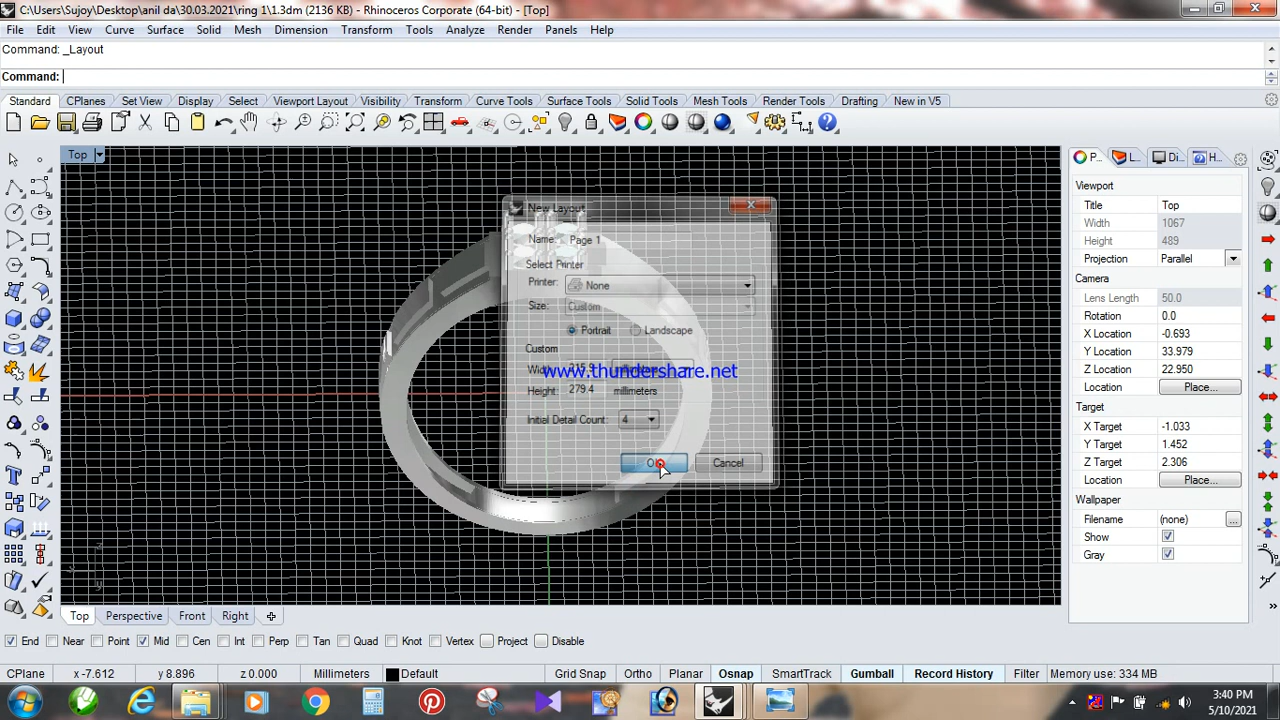 C:\Users\Sujoy\Desktop\anil da\30.03.2021\ring 1\1.3dm (2136 KB) - Rhinoceros Corporate (64-bit) - [Top]
File Edit View Curve Surface Solid Mesh Dimension Transform Tools Analyze Render Panels Help
Command: _Layout
Command:
Standard CPlanes Set View Display Select Viewport Layout Visibility Transform Curve Tools Surface Tools Solid Tools Mesh Tools Render Tools Drafting New in V5
Top
P... L... Di... H...
Viewport
Title Top
Width 1067
Height 489
Projection Parallel
Camera
Lens Length 50.0
Rotation 0.0
X Location -0.693
Y Location 33.979
Z Location 22.950
Location Place...
Target
X Target -1.033
Y Target 1.452
Z Target 2.306
Location Place...
Wallpaper
Filename (none) ...
Show
Gray
New Layout
Name: Page 1
Select Printer
Printer: None
Size: Custom
Portrait Landscape
Custom
Width: 215.9
www.thundershare.net
Height: 279.4 millimeters
Initial Detail Count: 4
OK Cancel
Top Perspective Front Right
End Near Point Mid Cen Int Perp Tan Quad Knot Vertex Project Disable
CPlane x -7.612 y 8.896 z 0.000 Millimeters Default Grid Snap Ortho Planar Osnap SmartTrack Gumball Record History Filter Memory use: 334 MB
3:40 PM
5/10/2021